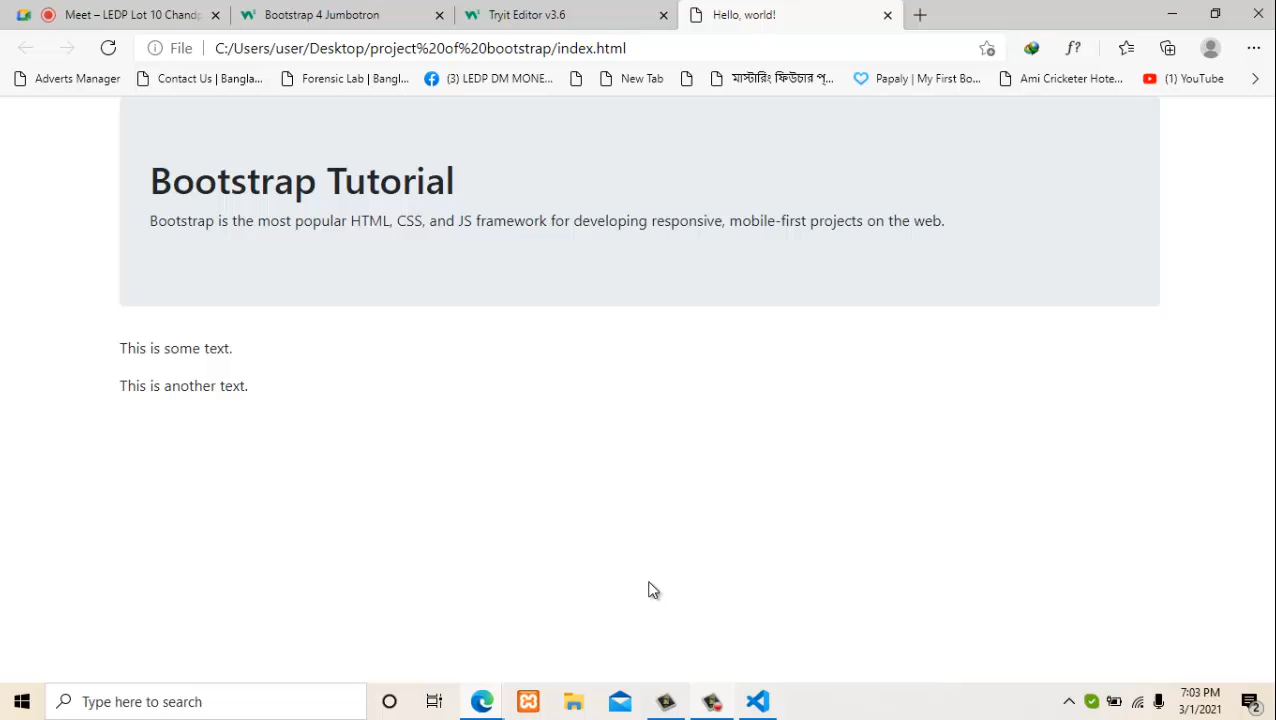 Meet – LEDP Lot 10 Chandp
Bootstrap 4 Jumbotron
Tryit Editor v3.6
Hello, world!
File
C:/Users/user/Desktop/project%20of%20bootstrap/index.html
Adverts Manager
Contact Us | Bangla...
Forensic Lab | Bangl...
(3) LEDP DM MONE...
New Tab
মাস্টারিং ফিউচার প্...
Papaly | My First Bo...
Ami Cricketer Hote...
(1) YouTube
Bootstrap Tutorial
Bootstrap is the most popular HTML, CSS, and JS framework for developing responsive, mobile-first projects on the web.
This is some text.
This is another text.
Type here to search
7:03 PM
3/1/2021
2